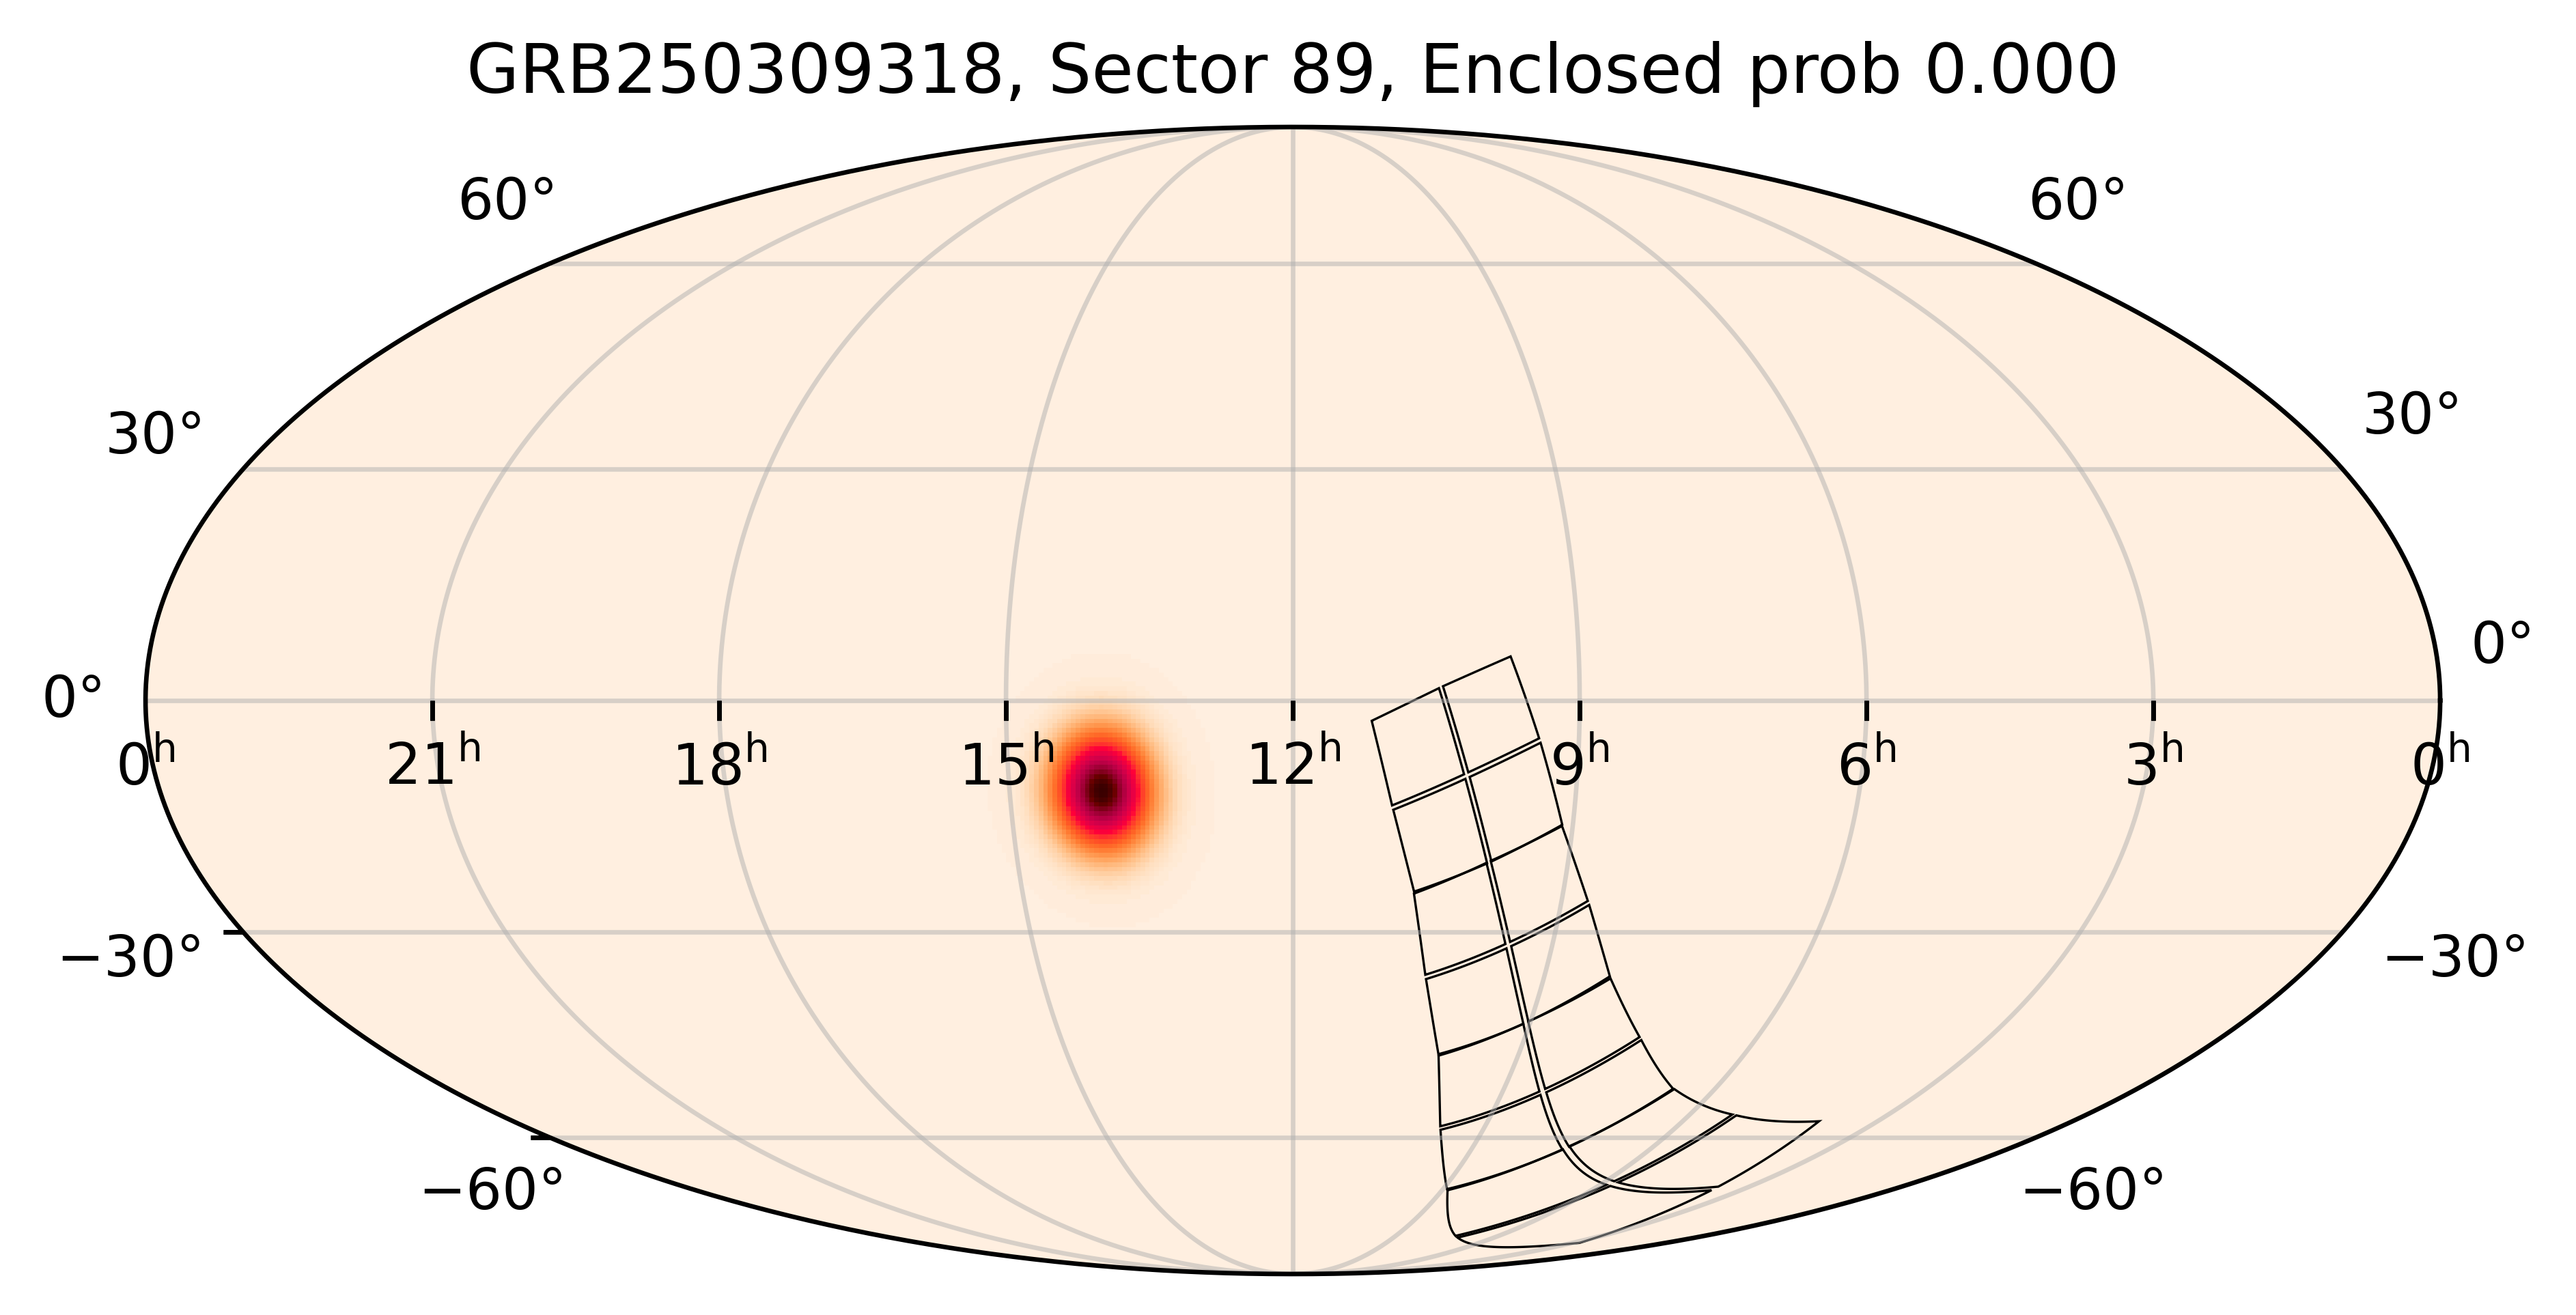 GRB250309318, Sector 89, Enclosed prob 0.000
60° 60°
30° 30°
0° 0°
0ʰ 21ʰ 18ʰ 15ʰ 12ʰ 9ʰ 6ʰ 3ʰ 0ʰ
−30° −30°
−60° −60°